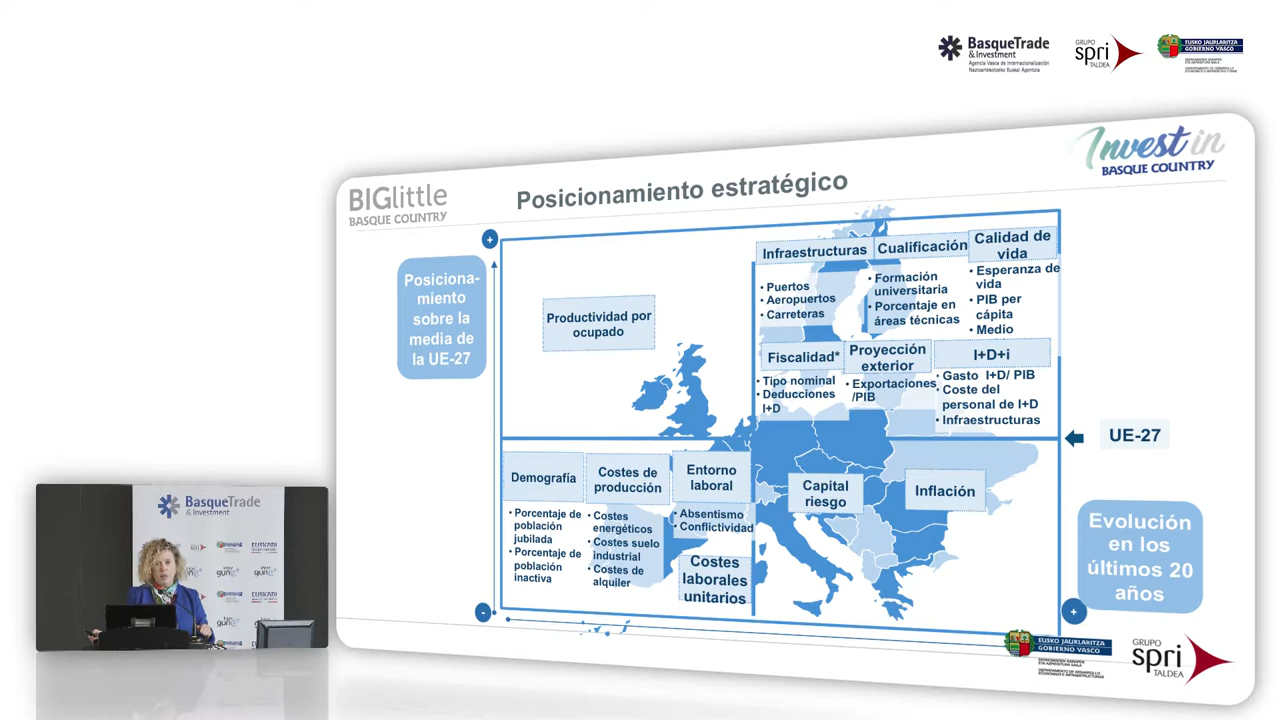 BasqueTrade
& Investment
Agencia Vasca de Internacionalización
Nazioartekotzeko Euskal Agentzia
GRUPO
spri
TALDEA
EUSKO JAURLARITZA
GOBIERNO VASCO
BIGlittle
BASQUE COUNTRY
Posicionamiento estratégico
Invest in
BASQUE COUNTRY
+
Posiciona-
miento
sobre la
media de
la UE-27
Productividad por
ocupado
Infraestructuras
• Puertos
• Aeropuertos
• Carreteras
Cualificación
• Formación
universitaria
• Porcentaje en
áreas técnicas
Calidad de
vida
• Esperanza de
vida
• PIB per
cápita
• Medio
Fiscalidad*
• Tipo nominal
• Deducciones
I+D
Proyección
exterior
• Exportaciones
/PIB
I+D+i
• Gasto I+D/ PIB
• Coste del
personal de I+D
• Infraestructuras
UE-27
Demografía
• Porcentaje de
población
jubilada
• Porcentaje de
población
inactiva
Costes de
producción
• Costes
energéticos
• Costes suelo
industrial
• Costes de
alquiler
Entorno
laboral
• Absentismo
• Conflictividad
Costes
laborales
unitarios
Capital
riesgo
Inflación
Evolución
en los
últimos 20
años
-
+
EUSKO JAURLARITZA
GOBIERNO VASCO
GRUPO
spri
TALDEA
BasqueTrade
& Investment
EUSKADI